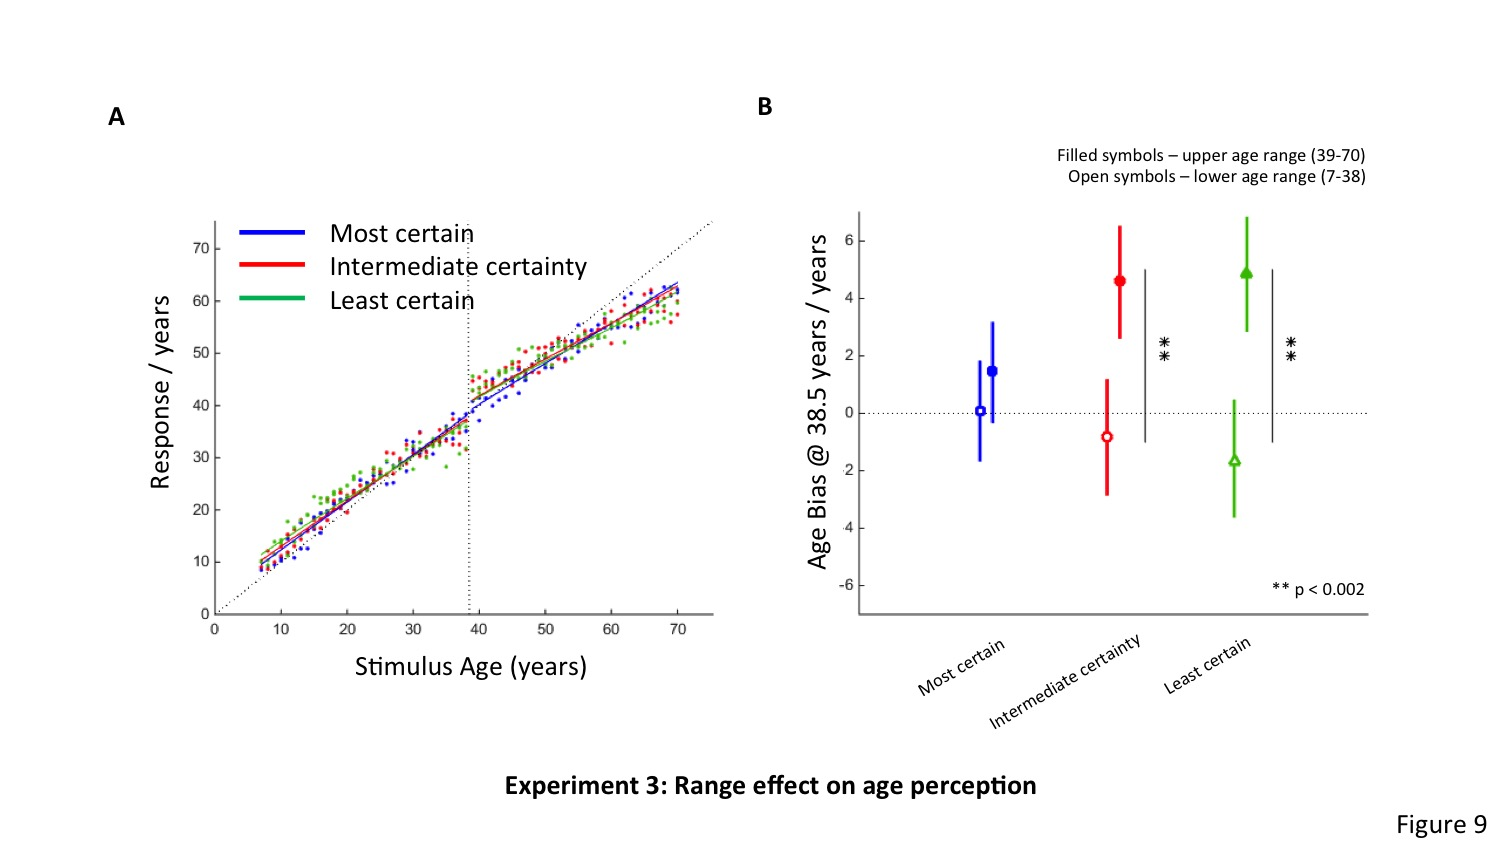 A
B
Filled symbols – upper age range (39-70)
Open symbols – lower age range (7-38)
Most certain
Intermediate certainty
Least certain
Response / years
70
60
50
40
30
20
10
0
0 10 20 30 40 50 60 70
Stimulus Age (years)
Age Bias @ 38.5 years / years
6
4
2
0
-2
-4
-6
**
**
** p < 0.002
Most certain
Intermediate certainty
Least certain
Experiment 3: Range effect on age perception
Figure 9